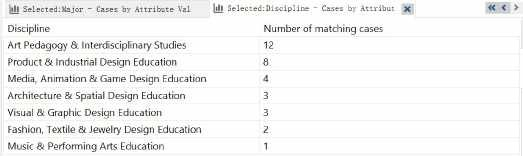 Selected:Major - Cases by Attribute Val
Selected:Discipline - Cases by Attribut
Discipline Number of matching cases
Art Pedagogy & Interdisciplinary Studies 12
Product & Industrial Design Education 8
Media, Animation & Game Design Education 4
Architecture & Spatial Design Education 3
Visual & Graphic Design Education 3
Fashion, Textile & Jewelry Design Education 2
Music & Performing Arts Education 1